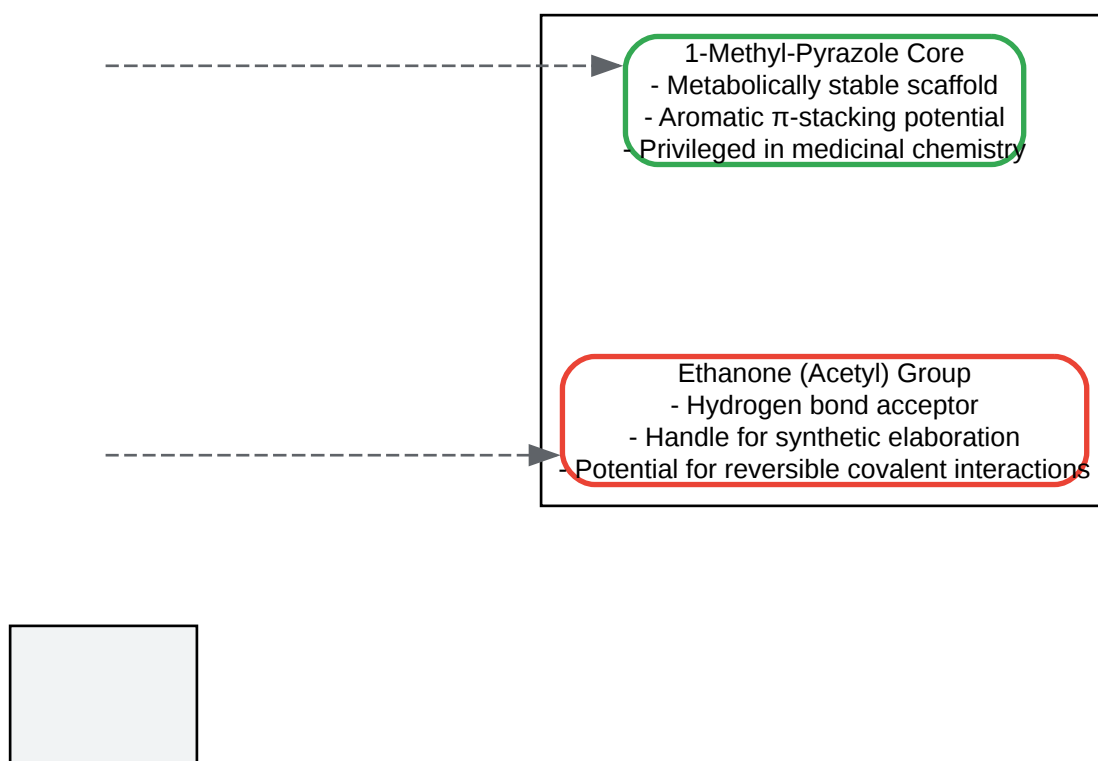 1-Methyl-Pyrazole Core
- Metabolically stable scaffold
- Aromatic π-stacking potential
- Privileged in medicinal chemistry
Ethanone (Acetyl) Group
- Hydrogen bond acceptor
- Handle for synthetic elaboration
- Potential for reversible covalent interactions